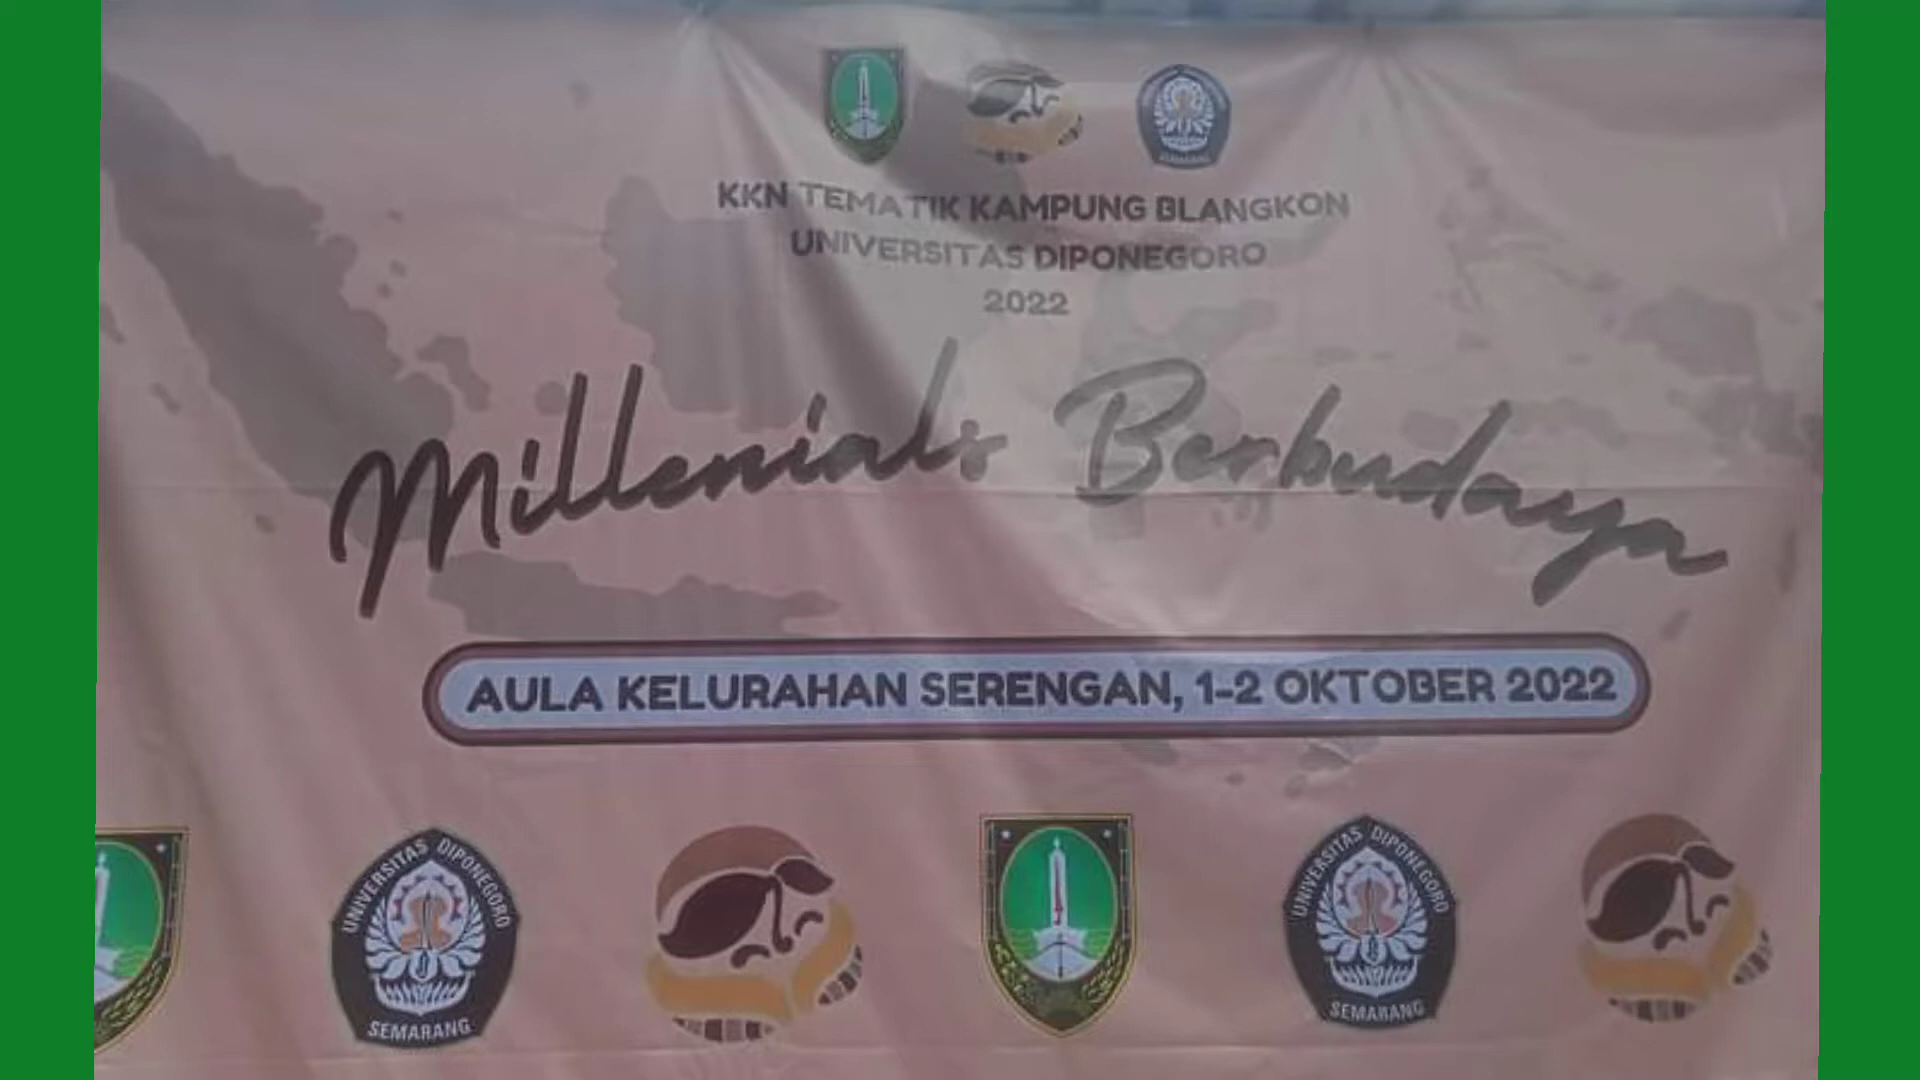 KKN TEMATIK KAMPUNG BLANGKON
UNIVERSITAS DIPONEGORO
2022
Millenials Berbudaya
AULA KELURAHAN SERENGAN, 1-2 OKTOBER 2022
UNIVERSITAS DIPONEGORO
SEMARANG
UNIVERSITAS DIPONEGORO
SEMARANG